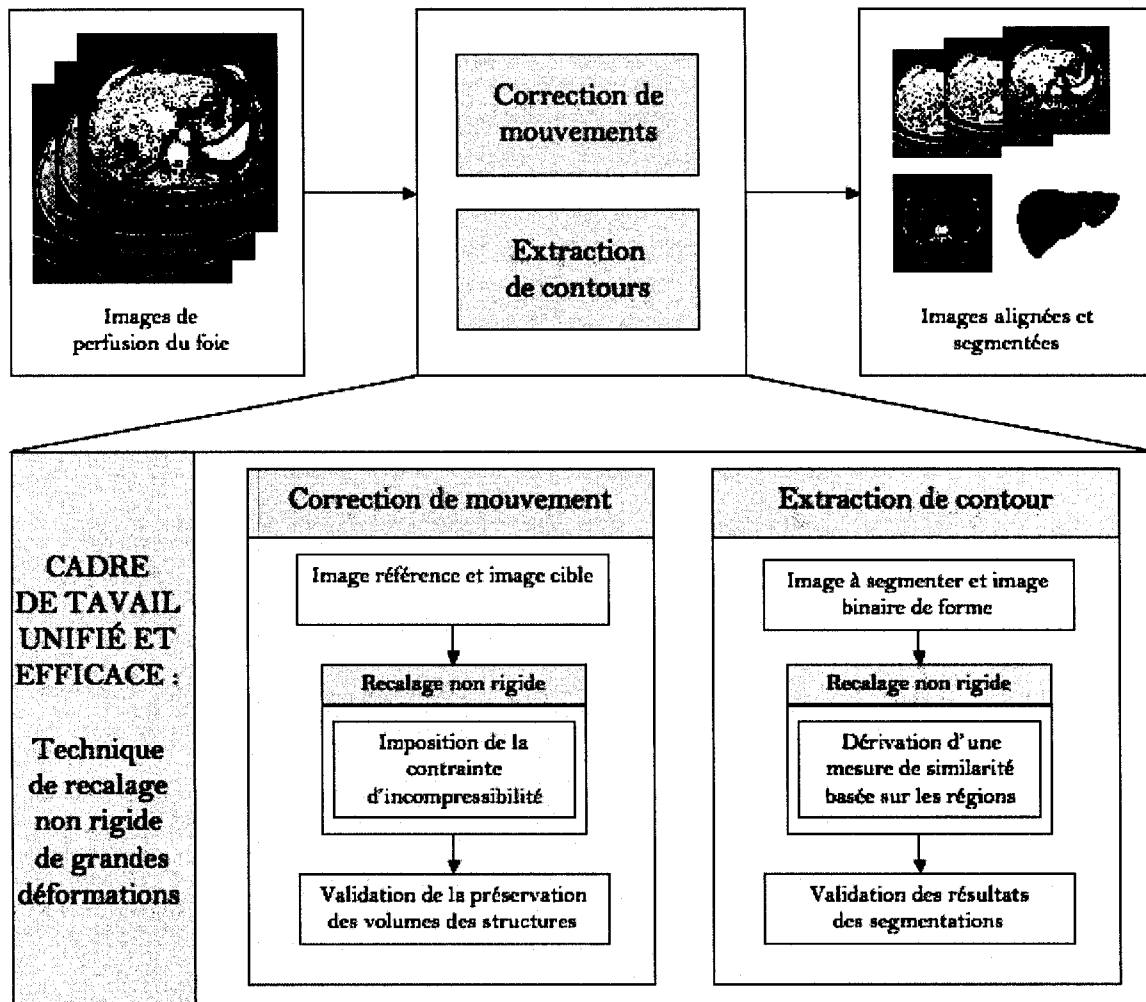 Correction de
mouvements
Extraction
de contours
Images de
perfusion du foie
Images alignées et
segmentées
CADRE
DE TAVAIL
UNIFIÉ ET
EFFICACE :
Technique
de recalage
non rigide
de grandes
déformations
Correction de mouvement
Image référence et image cible
Recalage non rigide
Imposition de la
contrainte
d'incompressibilité
Validation de la préservation
des volumes des structures
Extraction de contour
Image à segmenter et image
binaire de forme
Recalage non rigide
Dérivation d'une
mesure de similarité
basée sur les régions
Validation des résultats
des segmentations